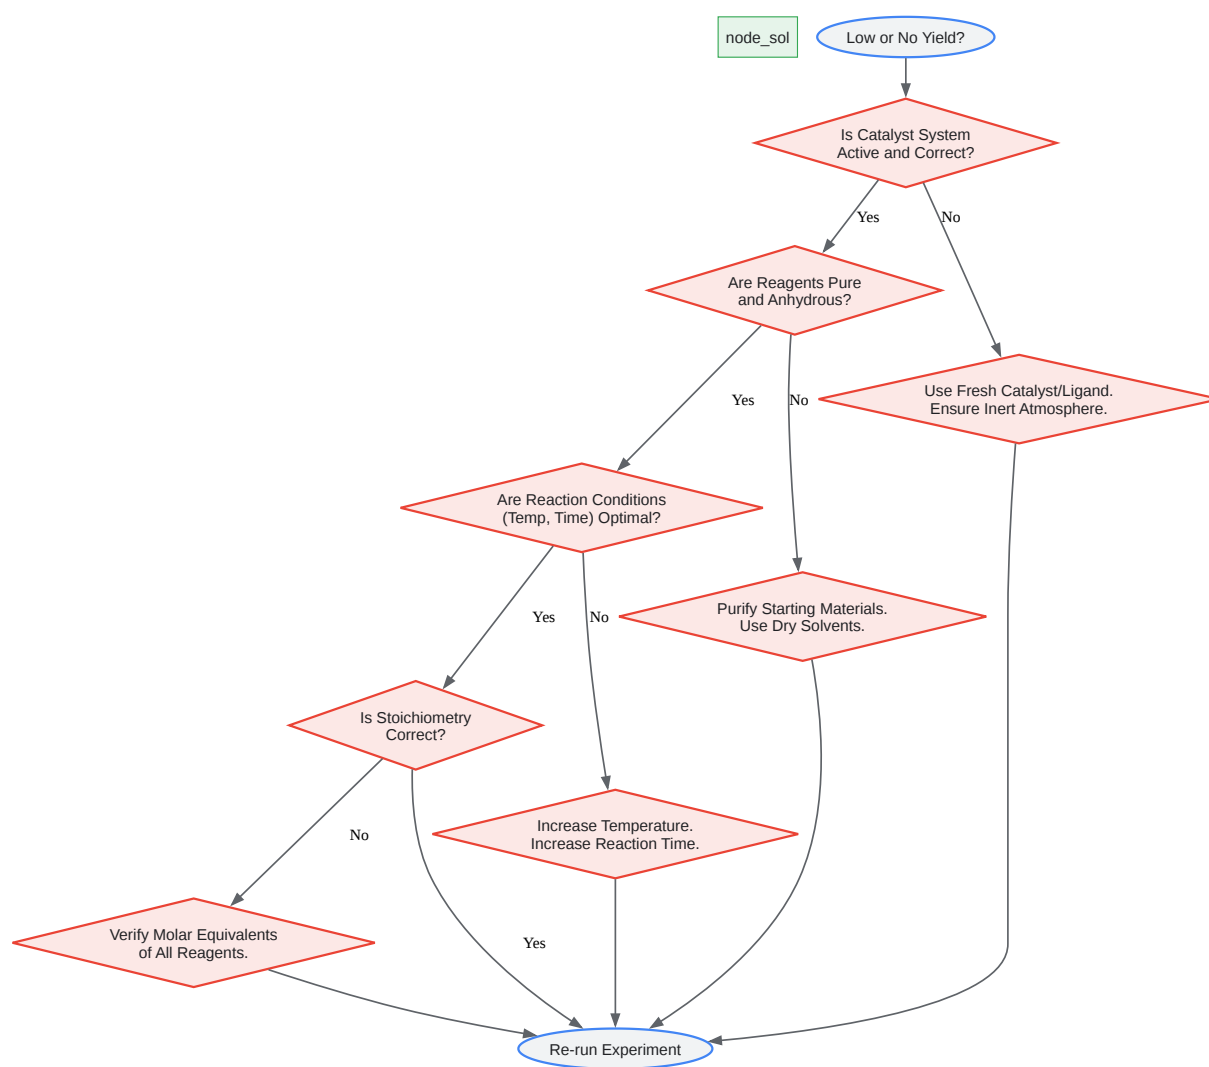 node_sol
Low or No Yield?
Is Catalyst System
Active and Correct?
Yes
No
Are Reagents Pure
and Anhydrous?
Use Fresh Catalyst/Ligand.
Ensure Inert Atmosphere.
Yes
No
Are Reaction Conditions
(Temp, Time) Optimal?
Purify Starting Materials.
Use Dry Solvents.
Yes
No
Is Stoichiometry
Correct?
Increase Temperature.
Increase Reaction Time.
No
Yes
Verify Molar Equivalents
of All Reagents.
Re-run Experiment